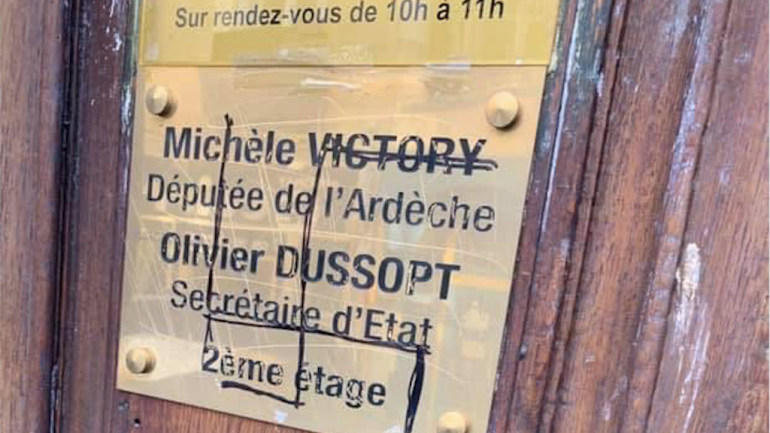 Sur rendez-vous de 10h à 11h
Michèle VICTORY
Députée de l'Ardèche
Olivier DUSSOPT
Secrétaire d'Etat
2ème étage